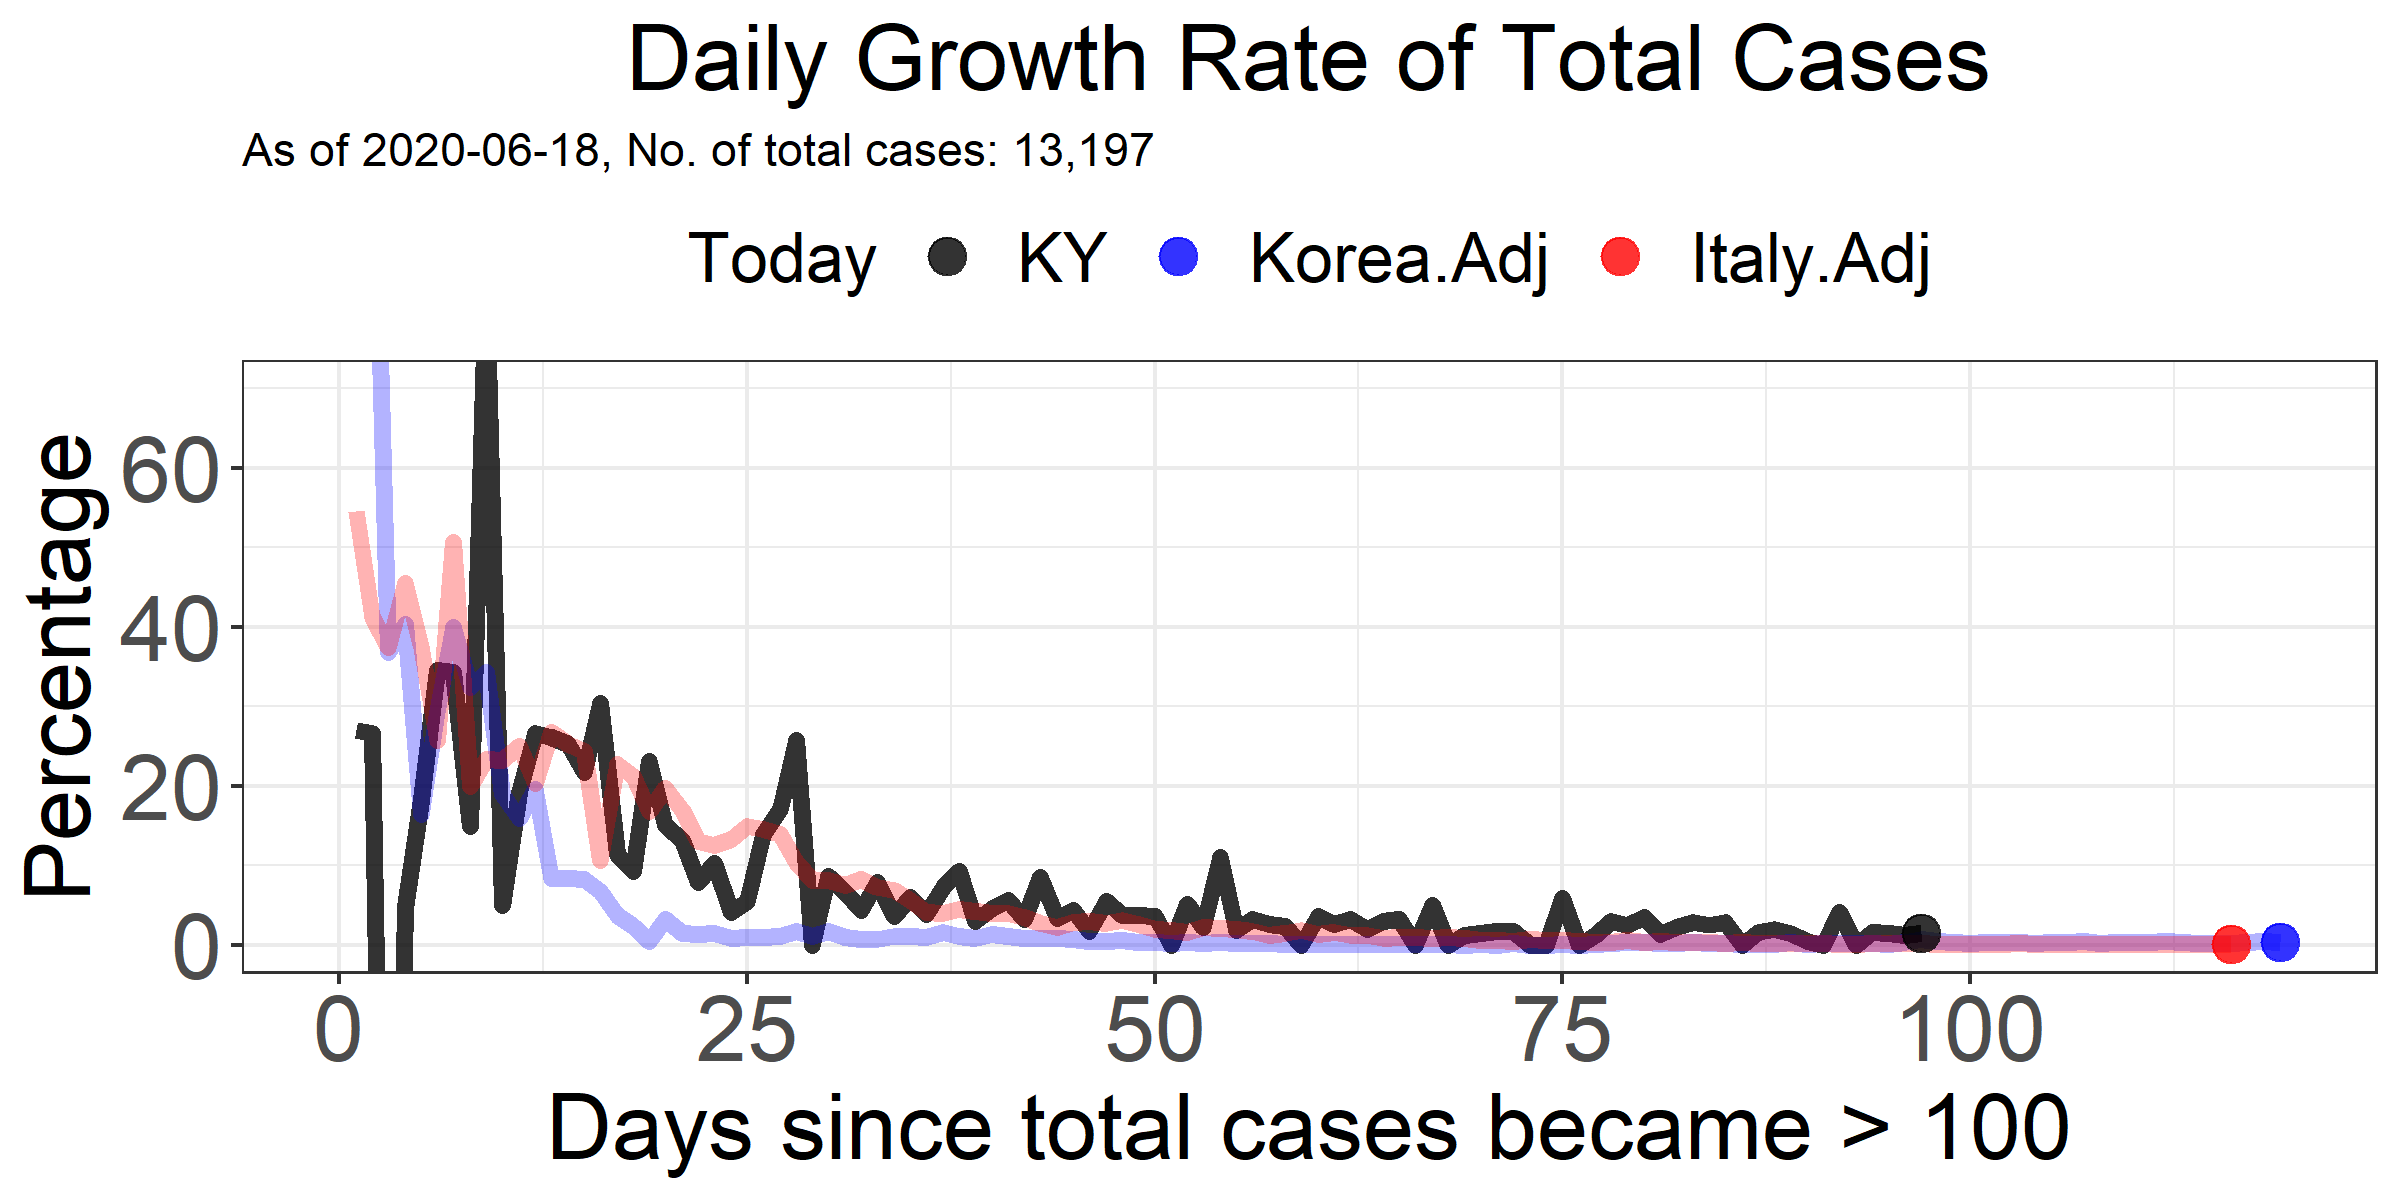 Daily Growth Rate of Total Cases
As of 2020-06-18, No. of total cases: 13,197
Today KY Korea.Adj Italy.Adj
Percentage
60
40
20
0
0 25 50 75 100
Days since total cases became > 100